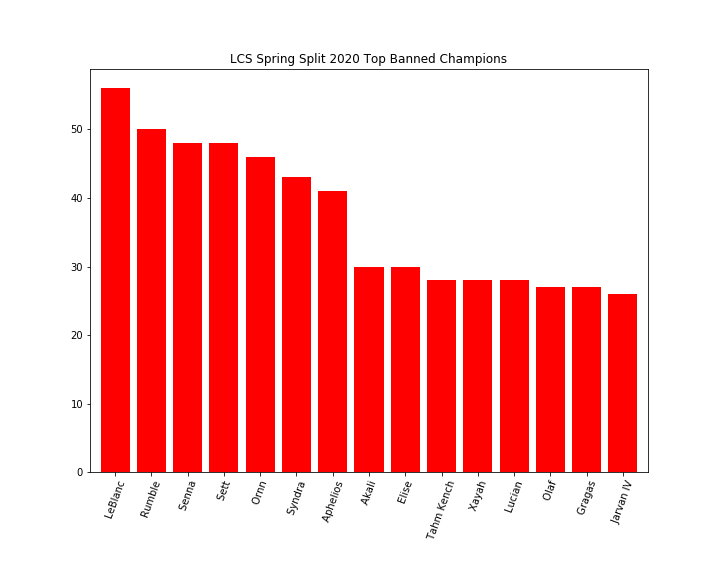 LCS Spring Split 2020 Top Banned Champions
50
40
30
20
10
0
LeBlanc
Rumble
Senna
Sett
Ornn
Syndra
Aphelios
Akali
Elise
Tahm Kench
Xayah
Lucian
Olaf
Gragas
Jarvan IV